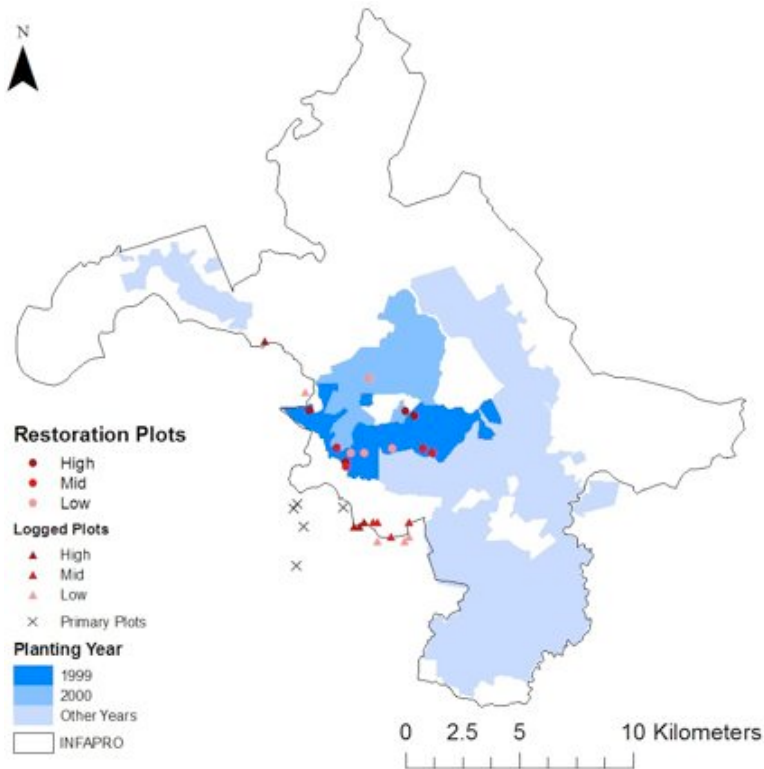 N
Restoration Plots
High
Mid
Low
Logged Plots
High
Mid
Low
Primary Plots
Planting Year
1999
2000
Other Years
INFAPRO
0 2.5 5 10 Kilometers